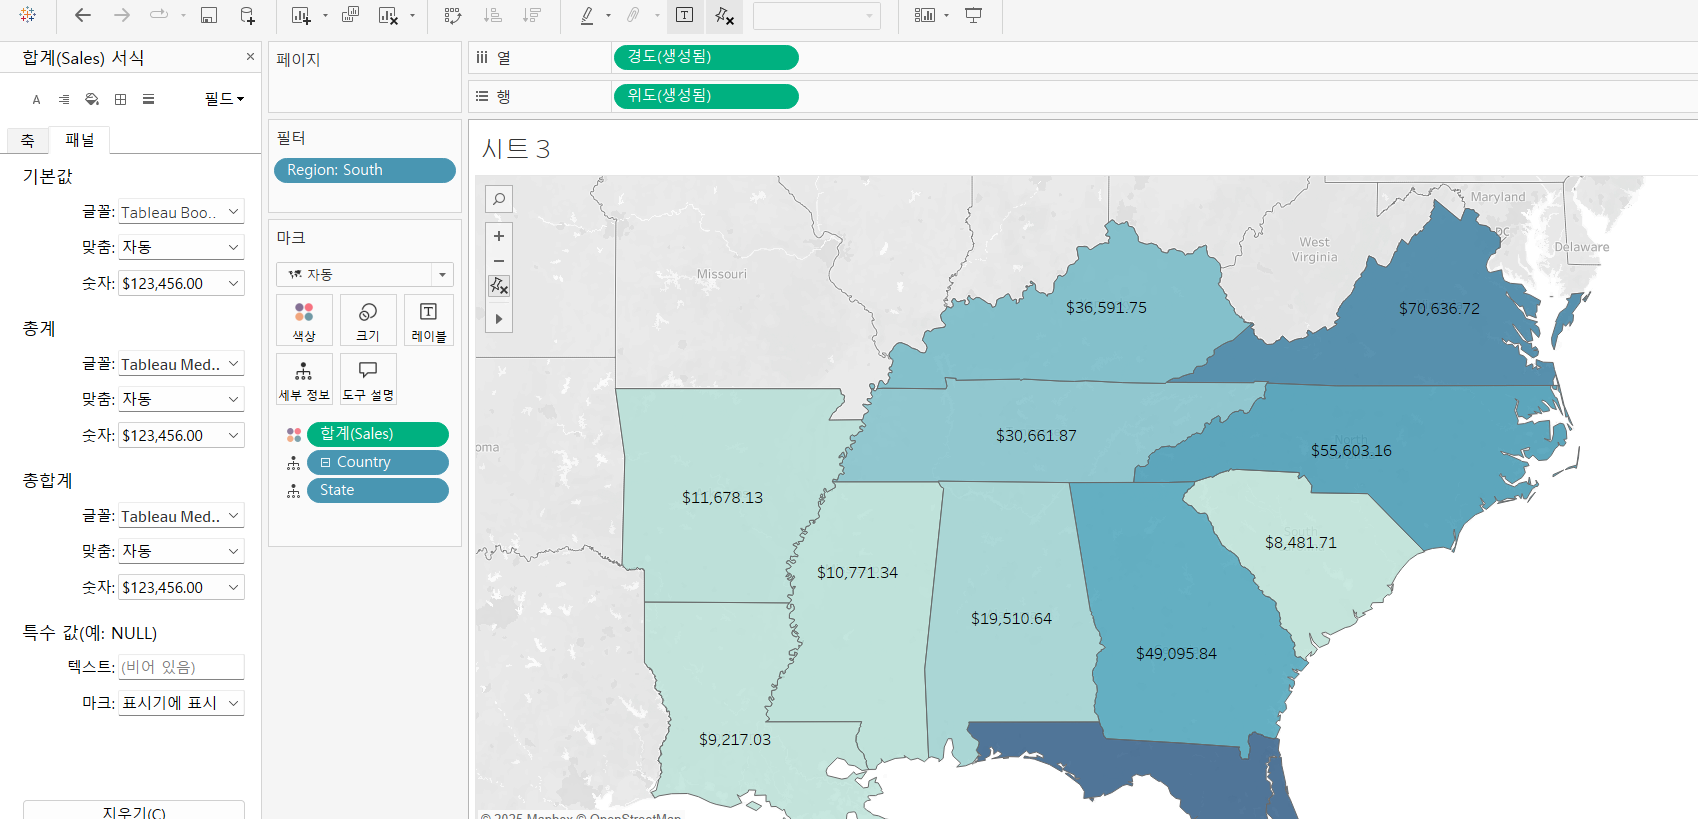 합계(Sales) 서식
필드
축
패널
기본값
글꼴: Tableau Boo..
맞춤: 자동
숫자: $123,456.00
총계
글꼴: Tableau Med..
맞춤: 자동
숫자: $123,456.00
총합계
글꼴: Tableau Med..
맞춤: 자동
숫자: $123,456.00
특수 값(예: NULL)
텍스트: (비어 있음)
마크: 표시기에 표시
지우기(C)
페이지
필터
Region: South
마크
자동
색상
크기
레이블
세부 정보
도구 설명
합계(Sales)
Country
State
열
경도(생성됨)
행
위도(생성됨)
시트 3
Maryland
DC
West
Virginia
Delaware
Missouri
$36,591.75
$70,636.72
$30,661.87
North
$55,603.16
oma
$11,678.13
South
$8,481.71
$10,771.34
$19,510.64
$49,095.84
$9,217.03
© 2025 Mapbox © OpenStreetMap